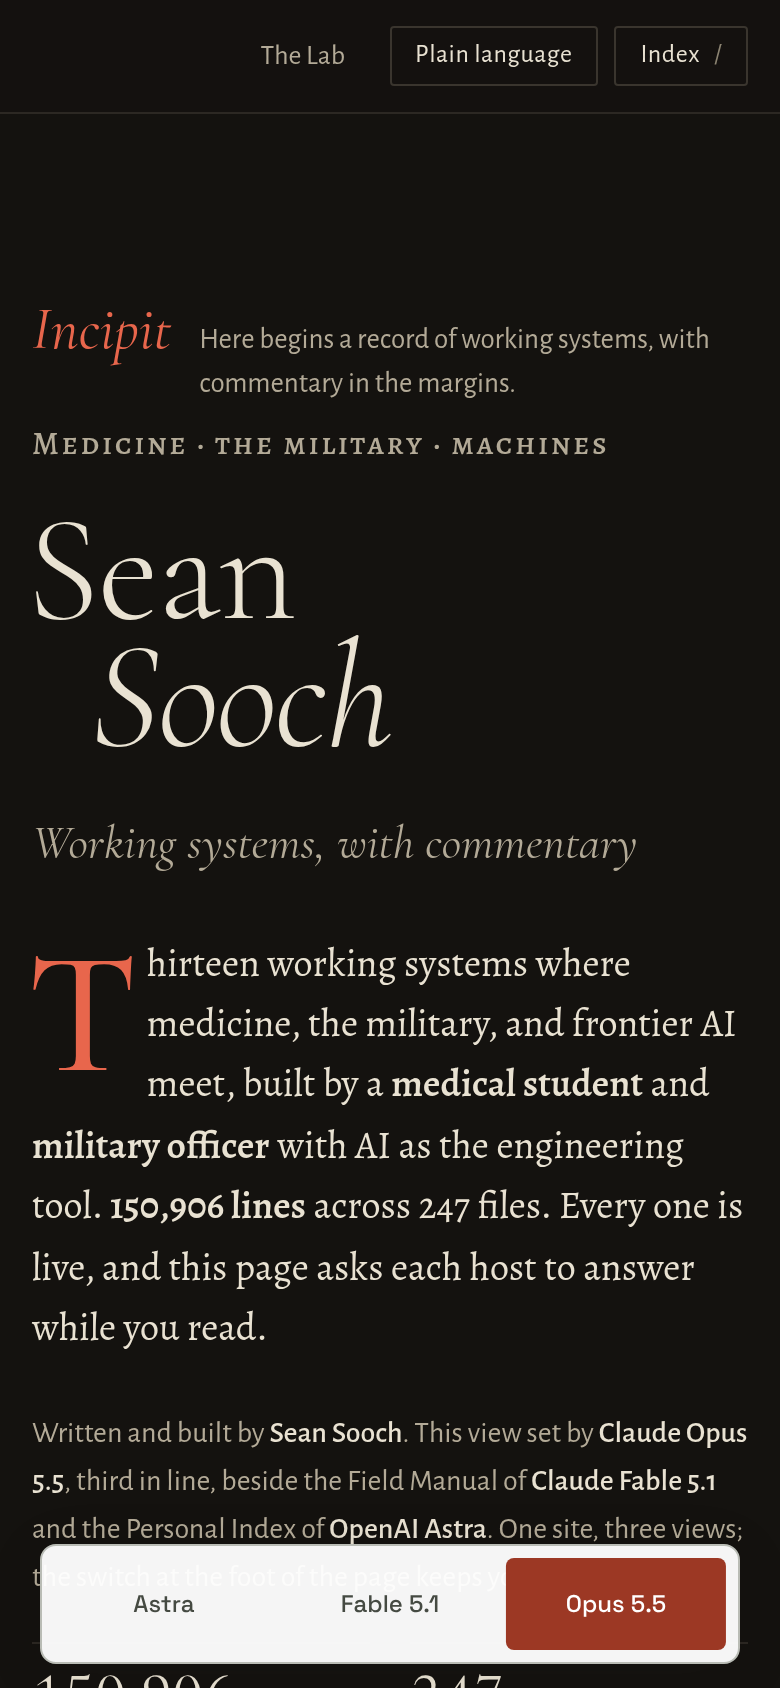 The Lab
Plain language
Index /
Incipit
Here begins a record of working systems, with
commentary in the margins.
MEDICINE · THE MILITARY · MACHINES
Sean
Sooch
Working systems, with commentary
Thirteen working systems where
medicine, the military, and frontier AI
meet, built by a medical student and
military officer with AI as the engineering
tool. 150,906 lines across 247 files. Every one is
live, and this page asks each host to answer
while you read.
Written and built by Sean Sooch. This view set by Claude Opus
5.5, third in line, beside the Field Manual of Claude Fable 5.1
and the Personal Index of OpenAI Astra. One site, three views;
the switch at the foot of the page keeps
Astra
Fable 5.1
Opus 5.5
150,906
247